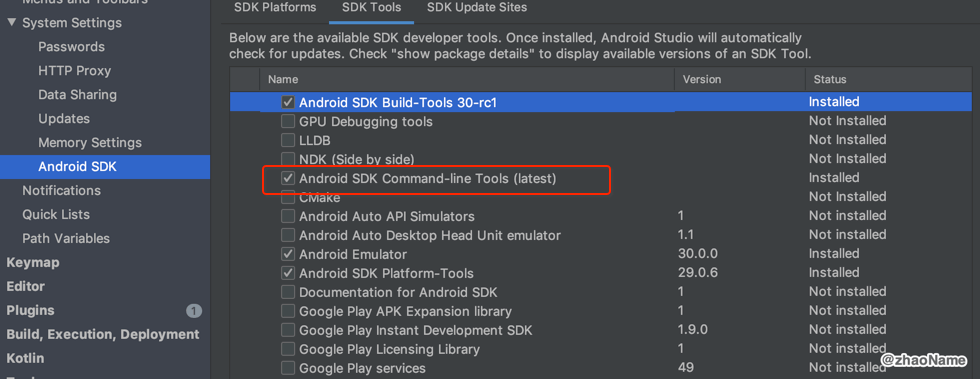 Menus and Toolbars
System Settings
Passwords
HTTP Proxy
Data Sharing
Updates
Memory Settings
Android SDK
Notifications
Quick Lists
Path Variables
Keymap
Editor
Plugins 1
Build, Execution, Deployment
Kotlin
SDK Platforms SDK Tools SDK Update Sites
Below are the available SDK developer tools. Once installed, Android Studio will automatically
check for updates. Check "show package details" to display available versions of an SDK Tool.
Name Version Status
Android SDK Build-Tools 30-rc1 Installed
GPU Debugging tools Not Installed
LLDB Not Installed
NDK (Side by side) Not Installed
Android SDK Command-line Tools (latest) Installed
CMake Not Installed
Android Auto API Simulators 1 Not installed
Android Auto Desktop Head Unit emulator 1.1 Not installed
Android Emulator 30.0.0 Installed
Android SDK Platform-Tools 29.0.6 Installed
Documentation for Android SDK 1 Not installed
Google Play APK Expansion library 1 Not installed
Google Play Instant Development SDK 1.9.0 Not installed
Google Play Licensing Library 1 Not installed
Google Play services 49 Not installed
@zhaoName